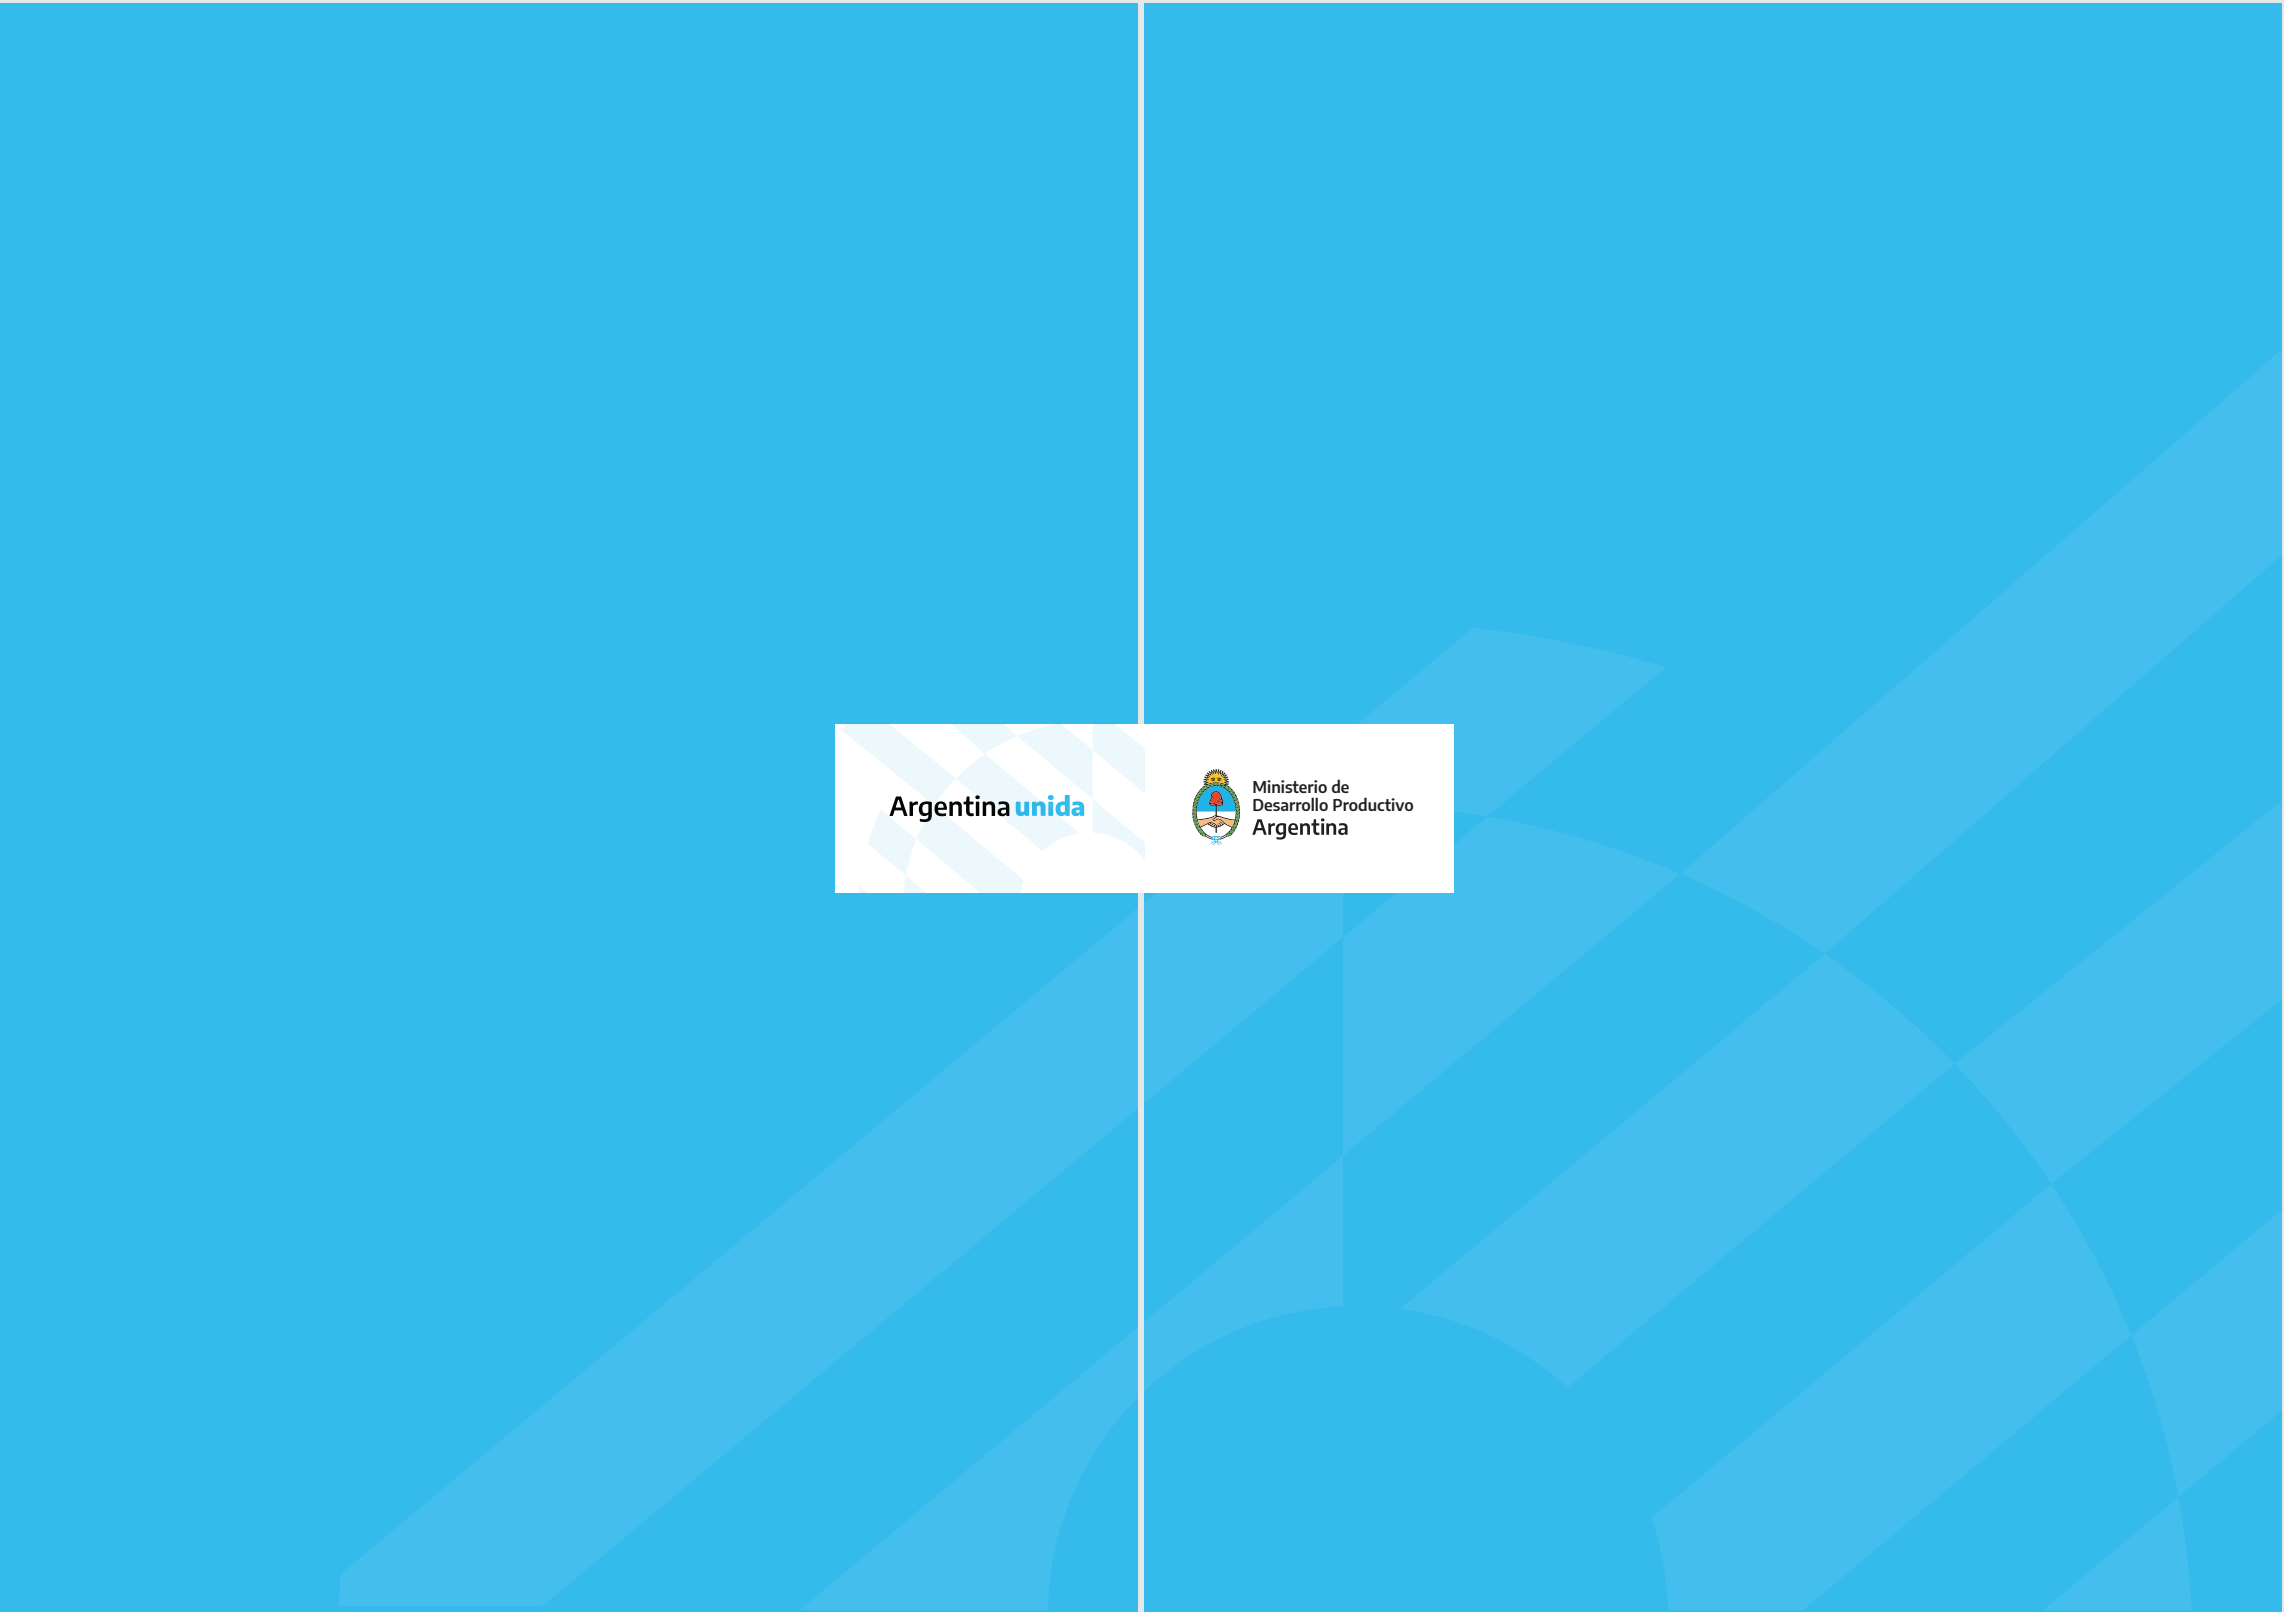 Argentina unida
Ministerio de
Desarrollo Productivo
Argentina